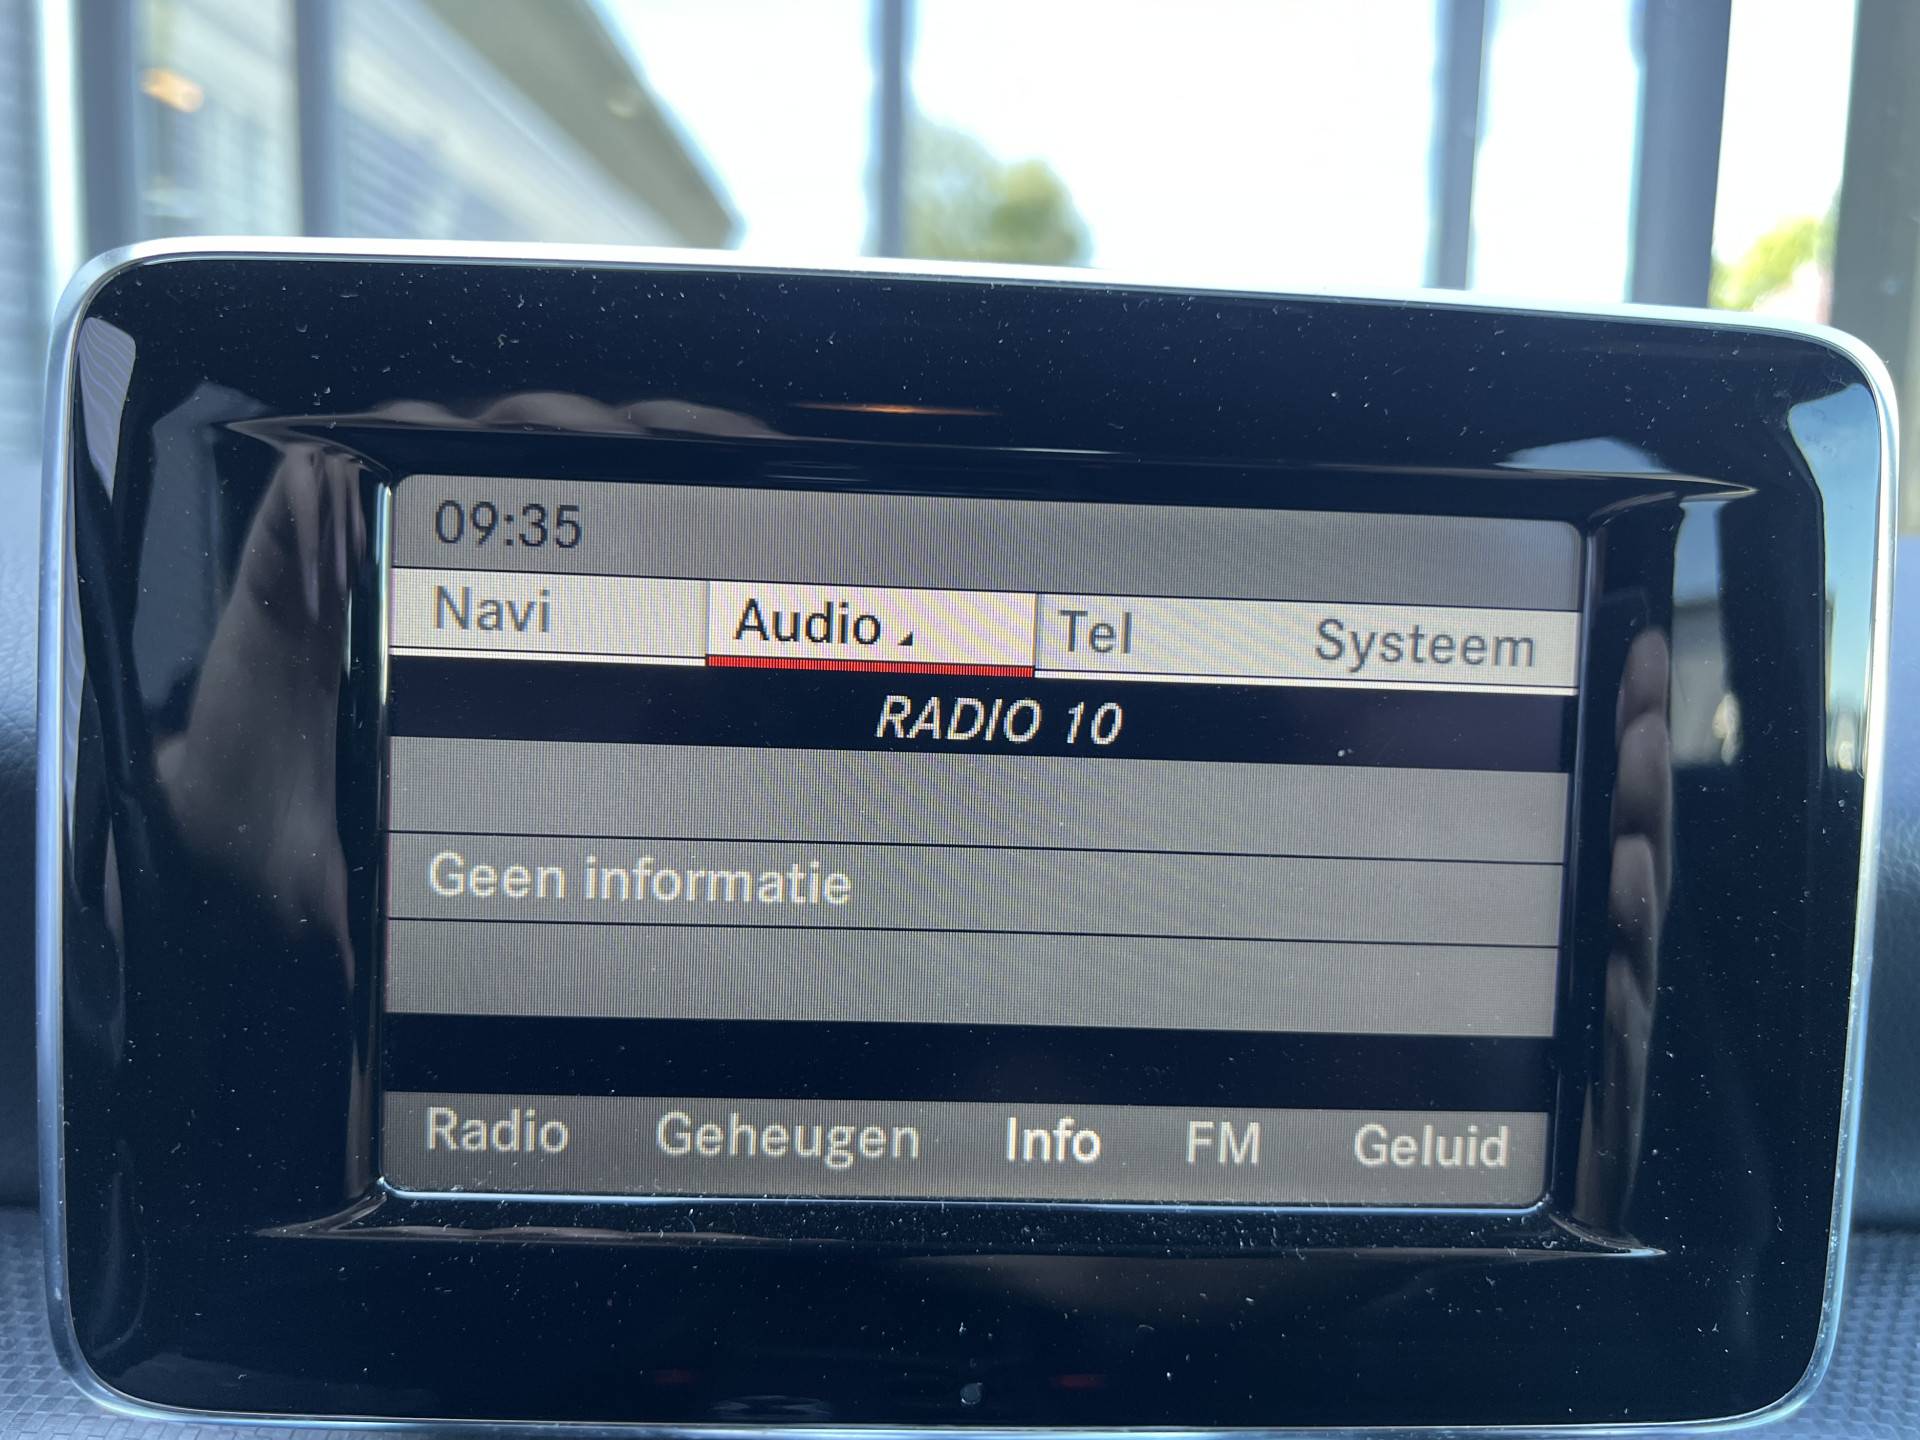 09:35
Navi Audio Tel Systeem
RADIO 10
Geen informatie
Radio Geheugen Info FM Geluid